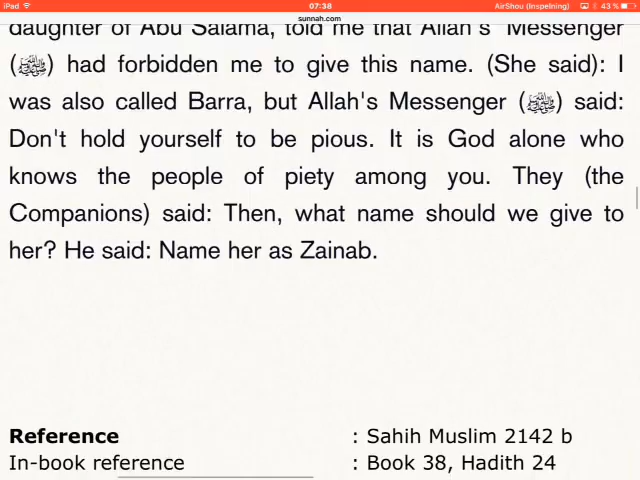 iPad 07:38 AirShou (Inspelning) 43 %
sunnah.com
daughter of Abu Salama, told me that Allah's Messenger
(ﷺ) had forbidden me to give this name. (She said): I
was also called Barra, but Allah's Messenger (ﷺ) said:
Don't hold yourself to be pious. It is God alone who
knows the people of piety among you. They (the
Companions) said: Then, what name should we give to
her? He said: Name her as Zainab.
Reference : Sahih Muslim 2142 b
In-book reference : Book 38, Hadith 24